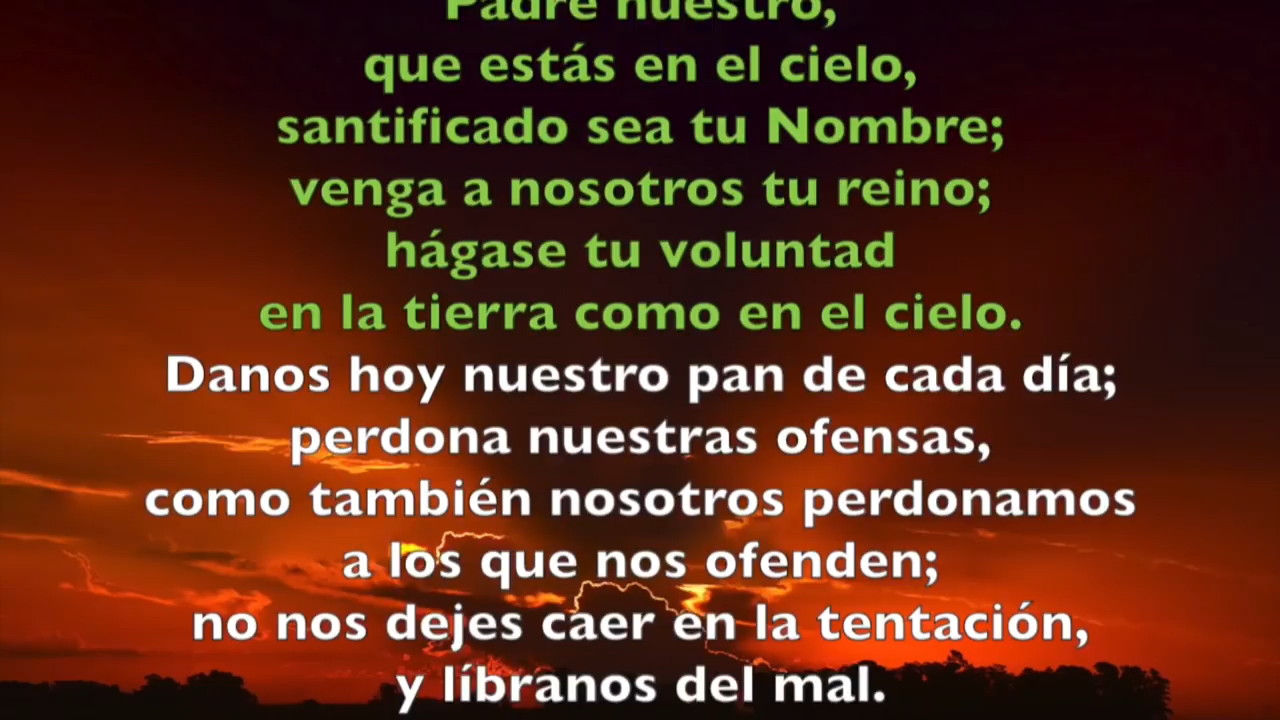 Padre nuestro,
que estás en el cielo,
santificado sea tu Nombre;
venga a nosotros tu reino;
hágase tu voluntad
en la tierra como en el cielo.
Danos hoy nuestro pan de cada día;
perdona nuestras ofensas,
como también nosotros perdonamos
a los que nos ofenden;
no nos dejes caer en la tentación,
y líbranos del mal.